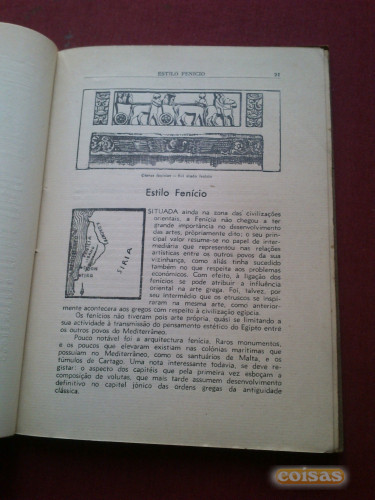 ESTILO FENÍCIO
Estilo Fenício
SÍRIA
SITUADA ainda na zona das civilizações
orientais, a Fenícia não chegou a ter
grande importância no desenvolvimento
das artes, própriamente dito; o seu prin-
cipal valor resume-se no papel de inter-
mediária que representou nas relações
artísticas entre os outros povos da sua
vizinhança, como aliás tinha sucedido
também no que respeita aos problemas
económicos. Com efeito, à ligação dos
fenícios se pode atribuir a influência
oriental na arte grega. Foi, talvez, por
seu intermédio que os etruscos se inspira-
ram na mesma arte, como anterior-
mente acontecera aos gregos com respeito à civilização egípcia.
Os fenícios não tiveram arte sua própria, quási se limitando a
sua actividade à transmissão do pensamento estético do Egipto entre
os outros povos do Mediterrâneo.
Pouco notável foi a arquitectura fenícia. Raros monumentos,
e os poucos que elevaram existiam nas colónias marítimas que
possuíam no Mediterrâneo, como os santuários de Malta, e os
túmulos de Cartago. Uma nota interessante todavia, se deve re-
gistar: o aspecto dos capitéis que pela primeira vez esboçam a
composição de volutas, que mais tarde assumem desenvolvimento
definitivo no capitel jónico das ordens gregas da antiguidade
clássica.
coisas